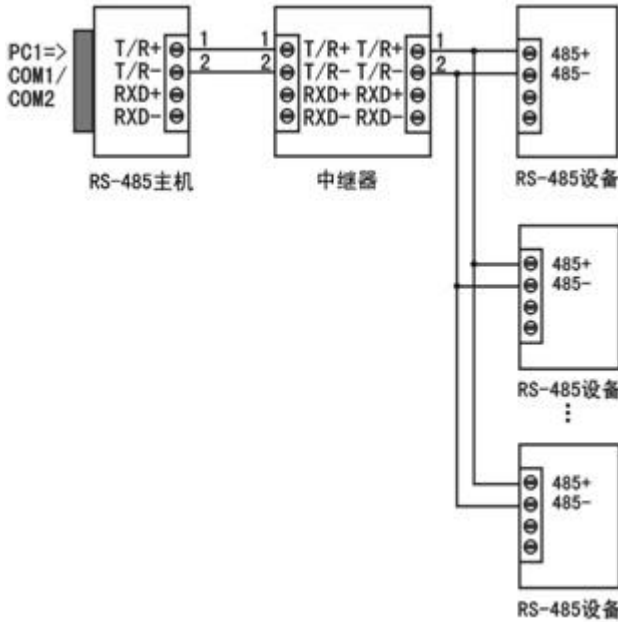 PC1=>
COM1/
COM2
T/R+
T/R-
RXD+
RXD-
1
2
RS-485主机
1
2
T/R+ T/R+
T/R- T/R-
RXD+ RXD+
RXD- RXD-
1
2
中继器
485+
485-
RS-485设备
485+
485-
RS-485设备
485+
485-
RS-485设备